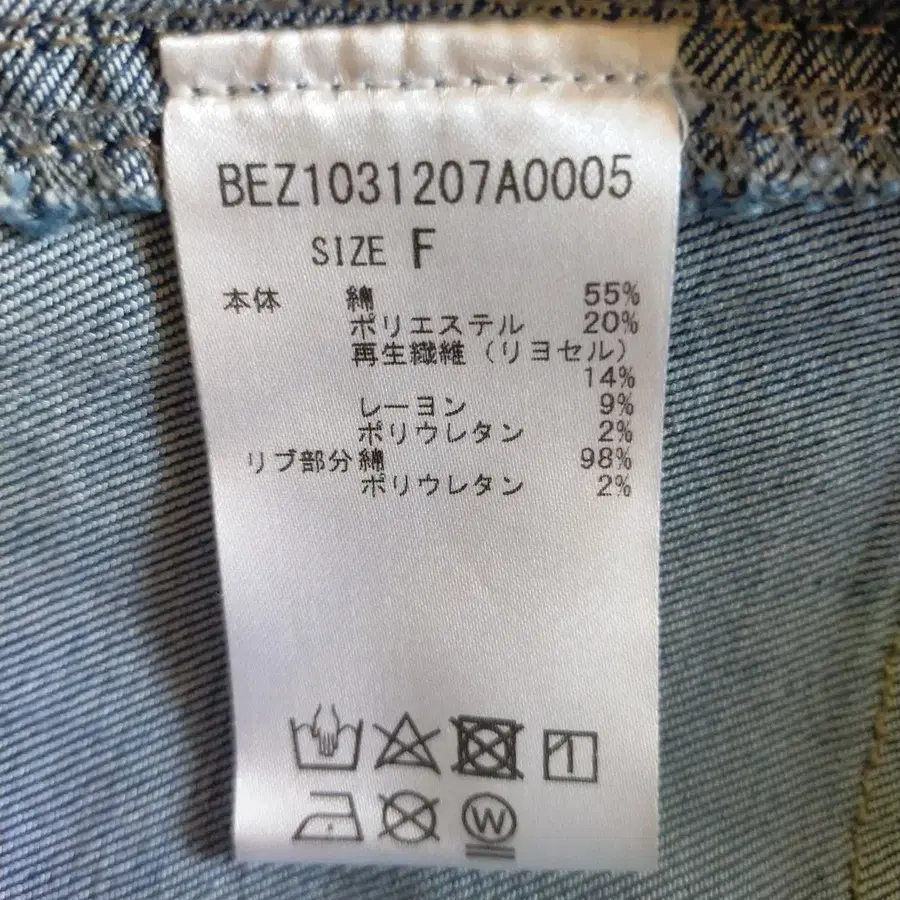 BEZ1031207A0005
SIZE F
本体 綿 55%
ポリエステル 20%
再生繊維（リヨセル）
14%
レーヨン 9%
ポリウレタン 2%
リブ部分綿 98%
ポリウレタン 2%
W